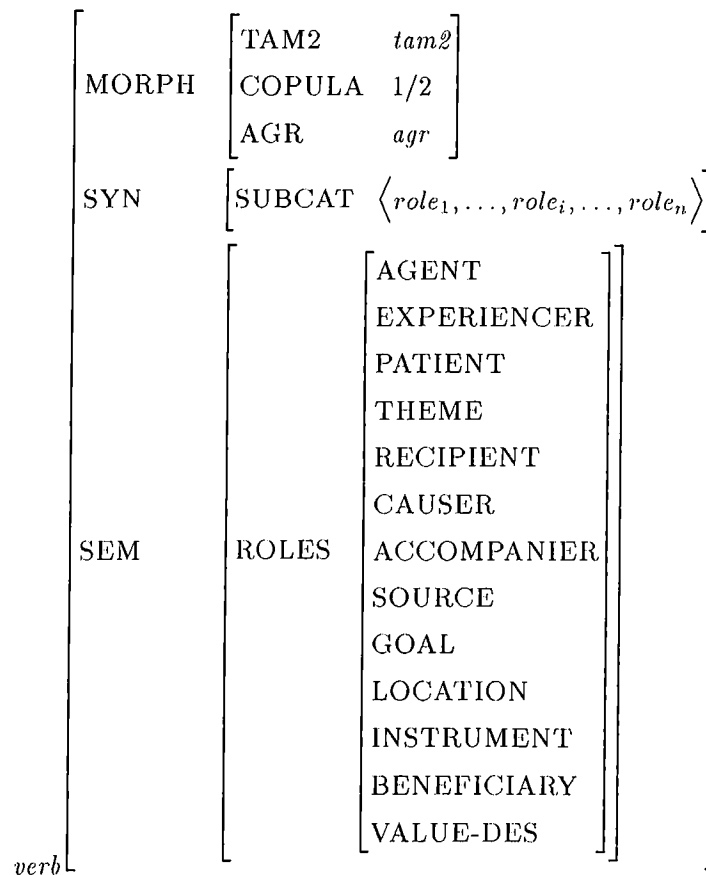 TAM2 tam2
MORPH COPULA 1/2
AGR agr
SYN SUBCAT ⟨role₁, ..., roleᵢ, ..., roleₙ⟩
AGENT
EXPERIENCER
PATIENT
THEME
RECIPIENT
CAUSER
SEM ROLES ACCOMPANIER
SOURCE
GOAL
LOCATION
INSTRUMENT
BENEFICIARY
VALUE-DES
verb